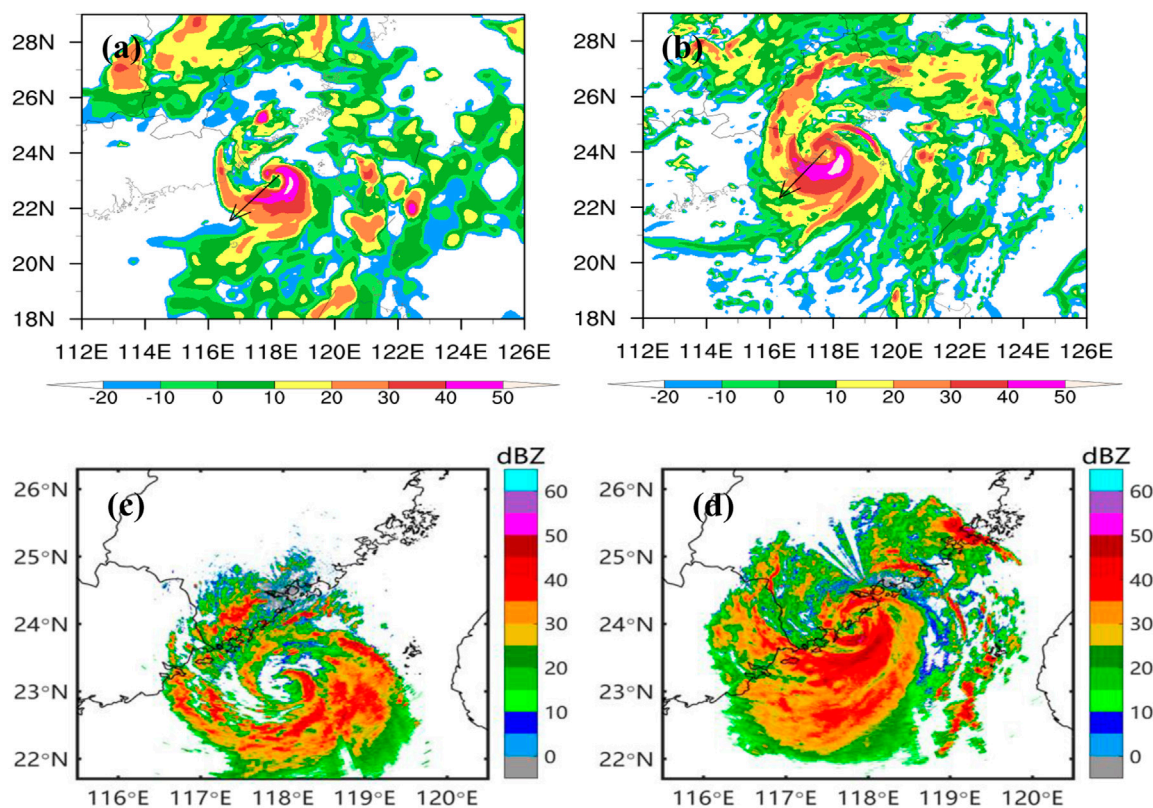 (a)
28N
26N
24N
22N
20N
18N
112E 114E 116E 118E 120E 122E 124E 126E
-20 -10 0 10 20 30 40 50
(b)
28N
26N
24N
22N
20N
18N
112E 114E 116E 118E 120E 122E 124E 126E
-20 -10 0 10 20 30 40 50
(c)
dBZ
26°N
25°N
24°N
23°N
22°N
116°E 117°E 118°E 119°E 120°E
60
50
40
30
20
10
0
(d)
dBZ
26°N
25°N
24°N
23°N
22°N
116°E 117°E 118°E 119°E 120°E
60
50
40
30
20
10
0